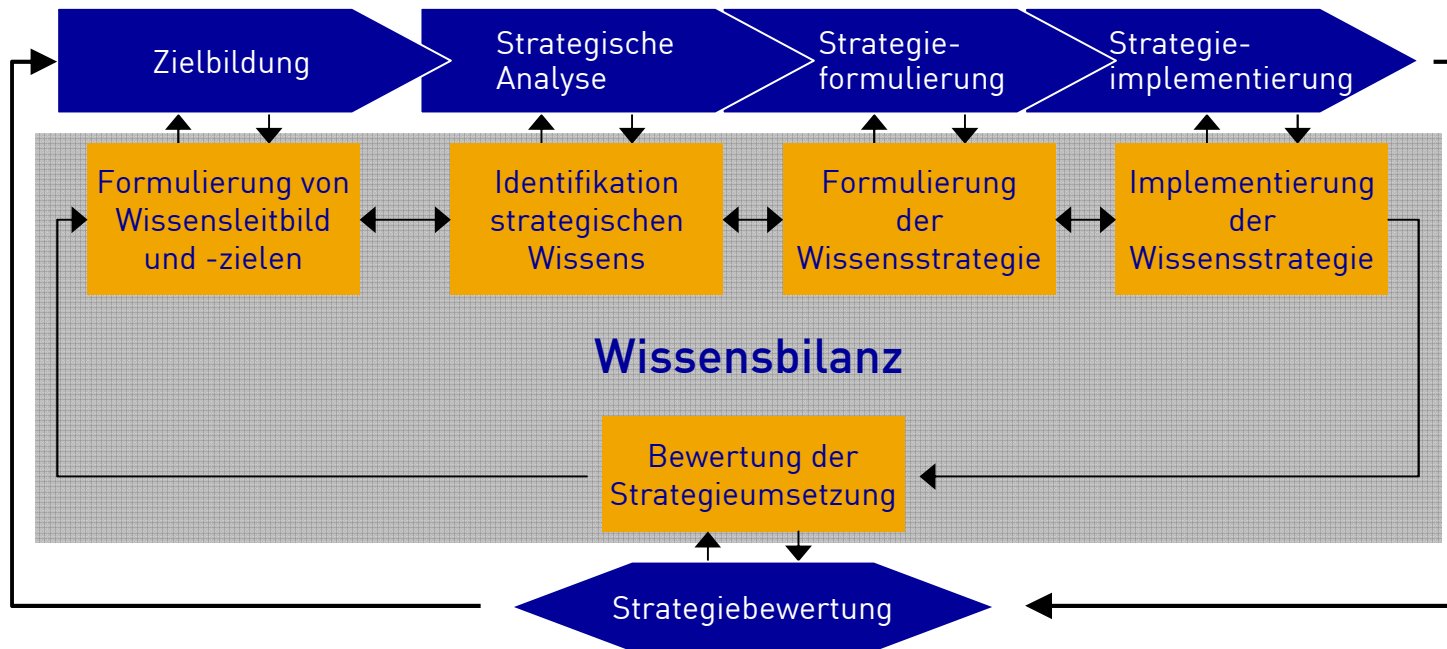 Zielbildung
Strategische
Analyse
Strategie-
formulierung
Strategie-
implementierung
Formulierung von
Wissensleitbild
und -zielen
Identifikation
strategischen
Wissens
Formulierung
der
Wissensstrategie
Implementierung
der
Wissensstrategie
Wissensbilanz
Bewertung der
Strategieumsetzung
Strategiebewertung